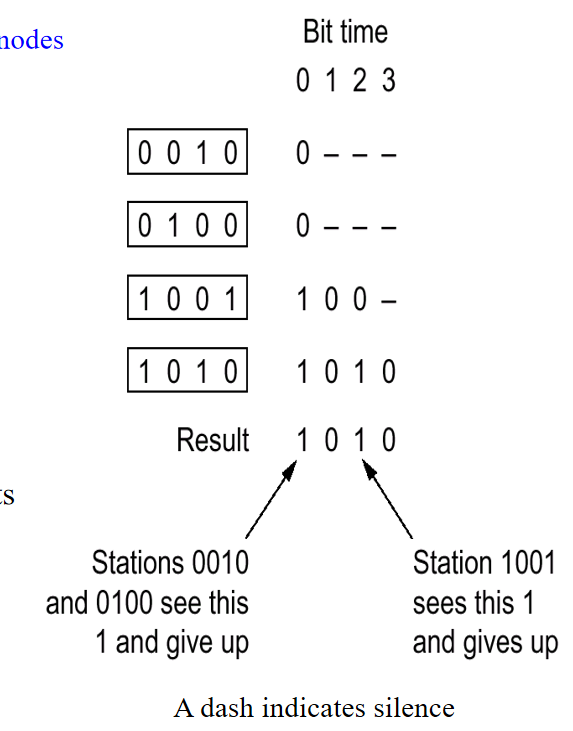 nodes
Bit time
0 1 2 3
0 0 1 0 0 – – –
0 1 0 0 0 – – –
1 0 0 1 1 0 0 –
1 0 1 0 1 0 1 0
Result 1 0 1 0
ts
Stations 0010
and 0100 see this
1 and give up
Station 1001
sees this 1
and gives up
A dash indicates silence